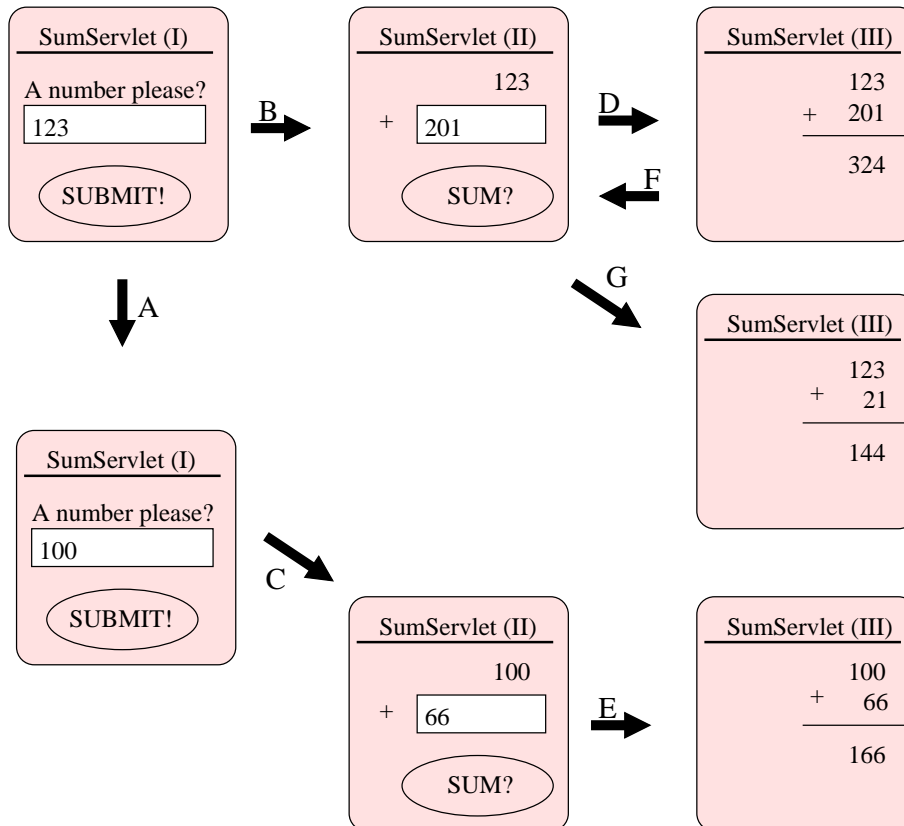 SumServlet (I)
A number please?
123
SUBMIT!
B
SumServlet (II)
123
+ 201
SUM?
D
F
SumServlet (III)
123
+ 201
324
A
G
SumServlet (III)
123
+ 21
144
SumServlet (I)
A number please?
100
SUBMIT!
C
SumServlet (II)
100
+ 66
SUM?
E
SumServlet (III)
100
+ 66
166